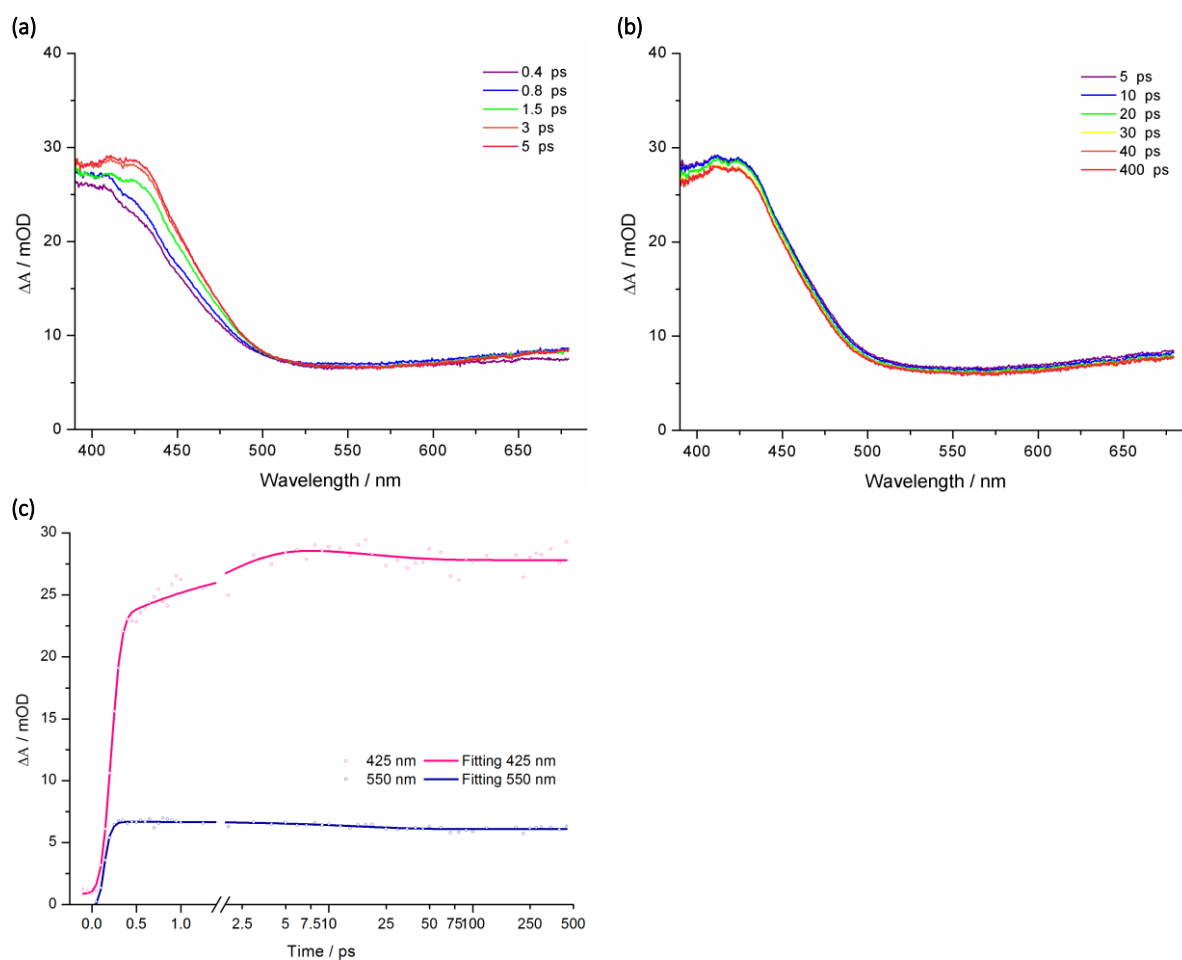 (a)
40
30
20
10
0
ΔA / mOD
400 450 500 550 600 650
Wavelength / nm
0.4 ps
0.8 ps
1.5 ps
3 ps
5 ps
(b)
40
30
20
10
0
ΔA / mOD
400 450 500 550 600 650
Wavelength / nm
5 ps
10 ps
20 ps
30 ps
40 ps
400 ps
(c)
30
25
20
15
10
5
0
ΔA / mOD
425 nm Fitting 425 nm
550 nm Fitting 550 nm
0.0 0.5 1.0 2.5 5 7.5 10 25 50 75 100 250 500
Time / ps